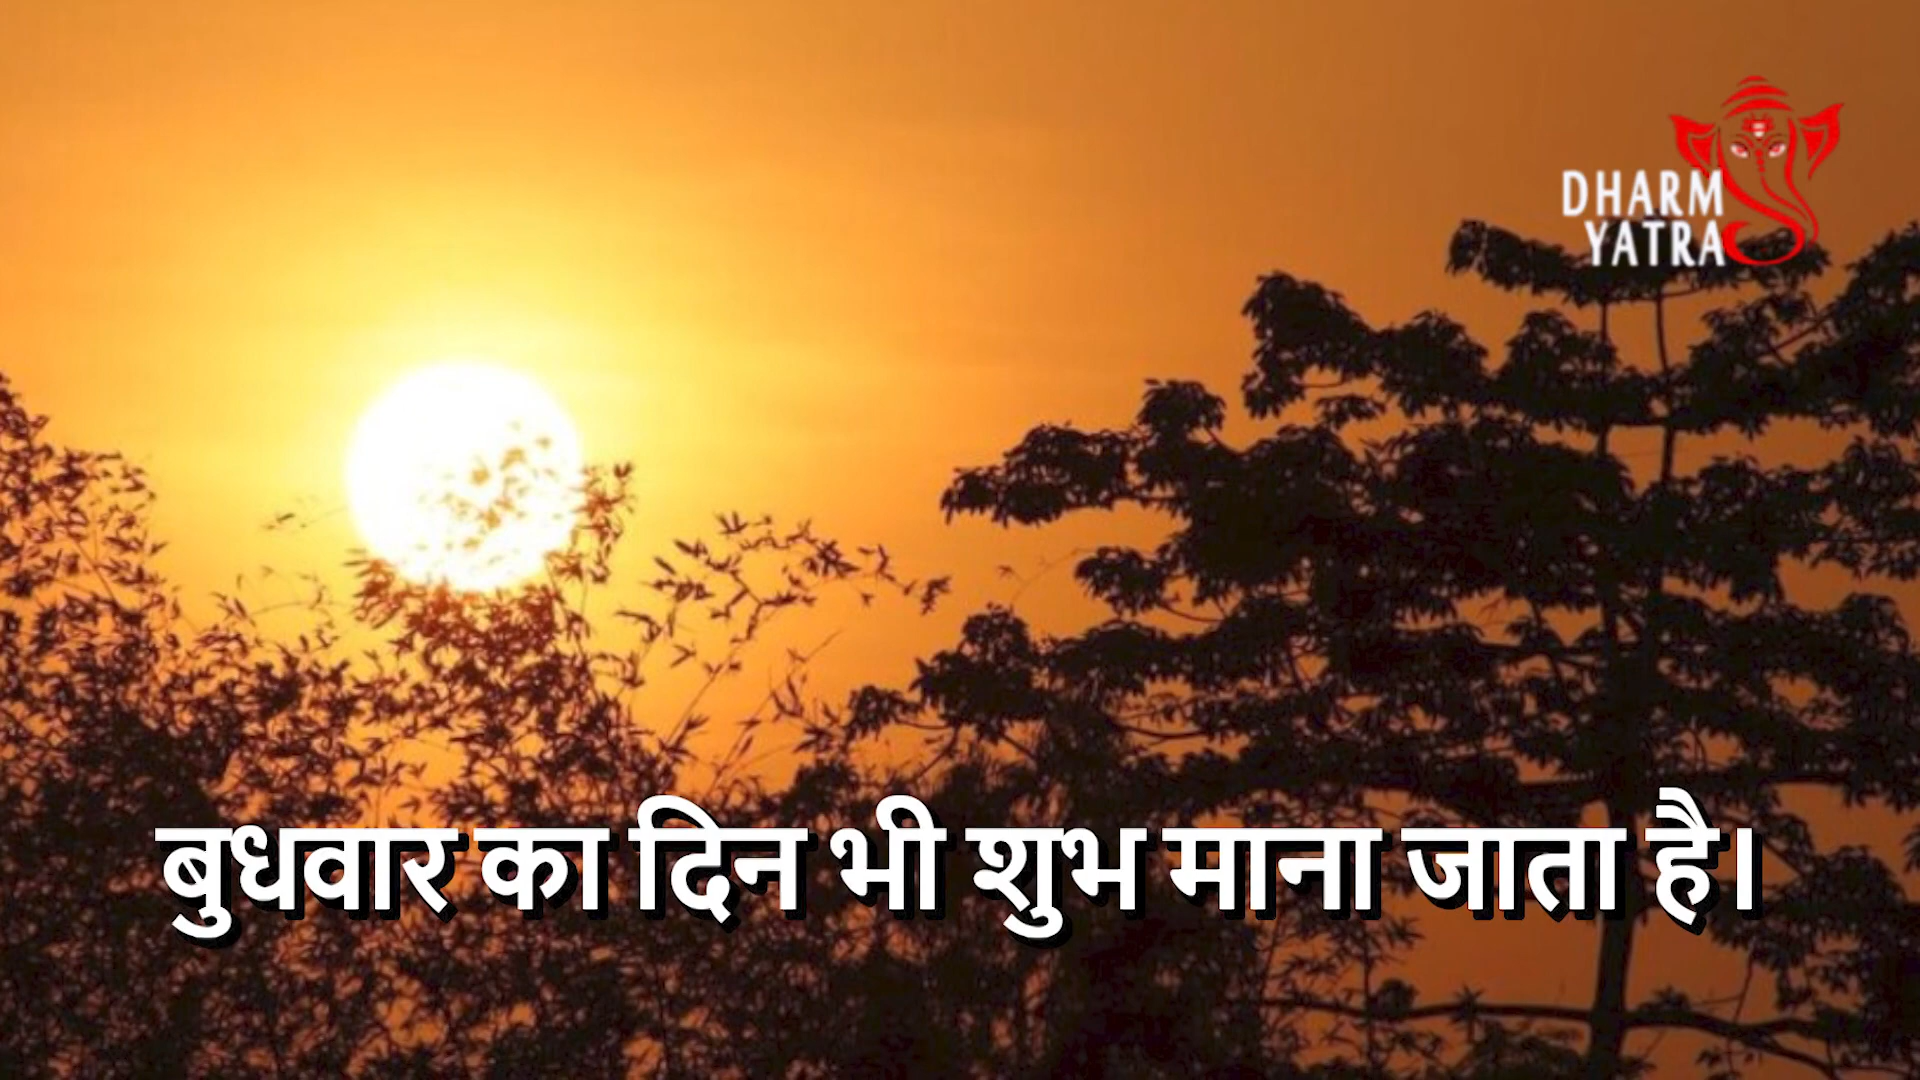 DHARM
YATRA
बुधवार का दिन भी शुभ माना जाता है।